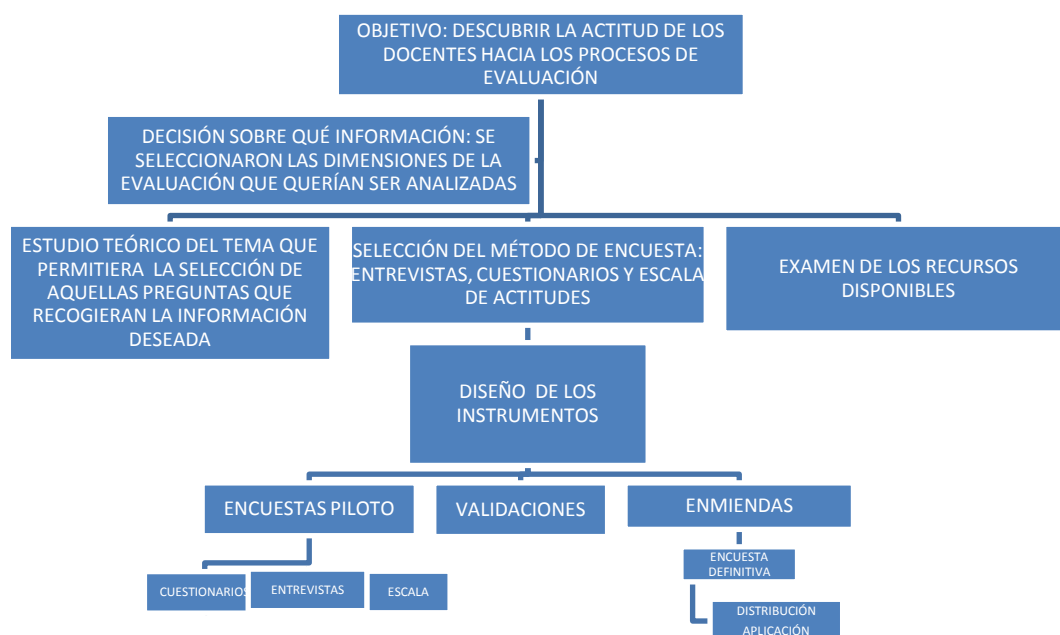 OBJETIVO: DESCUBRIR LA ACTITUD DE LOS
DOCENTES HACIA LOS PROCESOS DE
EVALUACIÓN
DECISIÓN SOBRE QUÉ INFORMACIÓN: SE
SELECCIONARON LAS DIMENSIONES DE LA
EVALUACIÓN QUE QUERÍAN SER ANALIZADAS
ESTUDIO TEÓRICO DEL TEMA QUE
PERMITIERA LA SELECCIÓN DE
AQUELLAS PREGUNTAS QUE
RECOGIERAN LA INFORMACIÓN
DESEADA
SELECCIÓN DEL MÉTODO DE ENCUESTA:
ENTREVISTAS, CUESTIONARIOS Y ESCALA
DE ACTITUDES
EXAMEN DE LOS RECURSOS
DISPONIBLES
DISEÑO DE LOS
INSTRUMENTOS
ENCUESTAS PILOTO
VALIDACIONES
ENMIENDAS
CUESTIONARIOS
ENTREVISTAS
ESCALA
ENCUESTA
DEFINITIVA
DISTRIBUCIÓN
APLICACIÓN